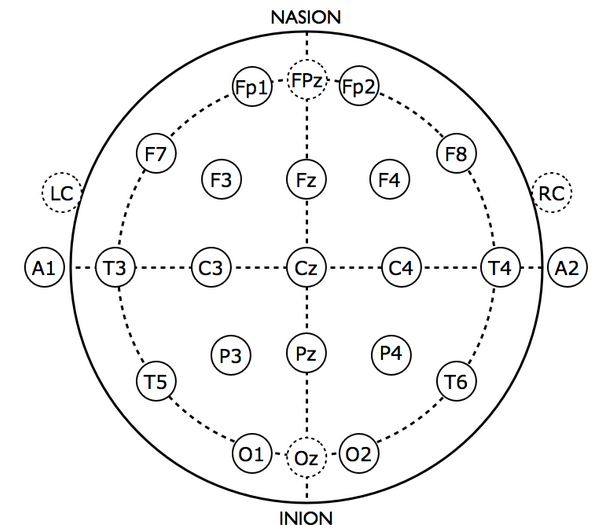 NASION
Fp1 FPz Fp2
F7 F3 Fz F4 F8
LC RC
A1 T3 C3 Cz C4 T4 A2
T5 P3 Pz P4 T6
O1 Oz O2
INION